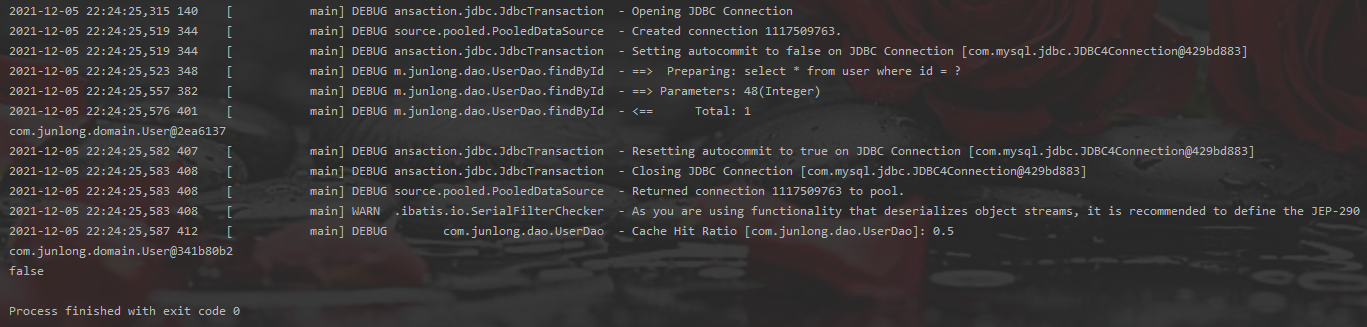 2021-12-05 22:24:25,315 140    [           main] DEBUG ansaction.jdbc.JdbcTransaction  - Opening JDBC Connection
2021-12-05 22:24:25,519 344    [           main] DEBUG source.pooled.PooledDataSource  - Created connection 1117509763.
2021-12-05 22:24:25,519 344    [           main] DEBUG ansaction.jdbc.JdbcTransaction  - Setting autocommit to false on JDBC Connection [com.mysql.jdbc.JDBC4Connection@429bd883]
2021-12-05 22:24:25,523 348    [           main] DEBUG m.junlong.dao.UserDao.findById  - ==>  Preparing: select * from user where id = ?
2021-12-05 22:24:25,557 382    [           main] DEBUG m.junlong.dao.UserDao.findById  - ==> Parameters: 48(Integer)
2021-12-05 22:24:25,576 401    [           main] DEBUG m.junlong.dao.UserDao.findById  - <==      Total: 1
com.junlong.domain.User@2ea6137
2021-12-05 22:24:25,582 407    [           main] DEBUG ansaction.jdbc.JdbcTransaction  - Resetting autocommit to true on JDBC Connection [com.mysql.jdbc.JDBC4Connection@429bd883]
2021-12-05 22:24:25,583 408    [           main] DEBUG ansaction.jdbc.JdbcTransaction  - Closing JDBC Connection [com.mysql.jdbc.JDBC4Connection@429bd883]
2021-12-05 22:24:25,583 408    [           main] DEBUG source.pooled.PooledDataSource  - Returned connection 1117509763 to pool.
2021-12-05 22:24:25,583 408    [           main] WARN  .ibatis.io.SerialFilterChecker  - As you are using functionality that deserializes object streams, it is recommended to define the JEP-290
2021-12-05 22:24:25,587 412    [           main] DEBUG        com.junlong.dao.UserDao  - Cache Hit Ratio [com.junlong.dao.UserDao]: 0.5
com.junlong.domain.User@341b80b2
false
Process finished with exit code 0